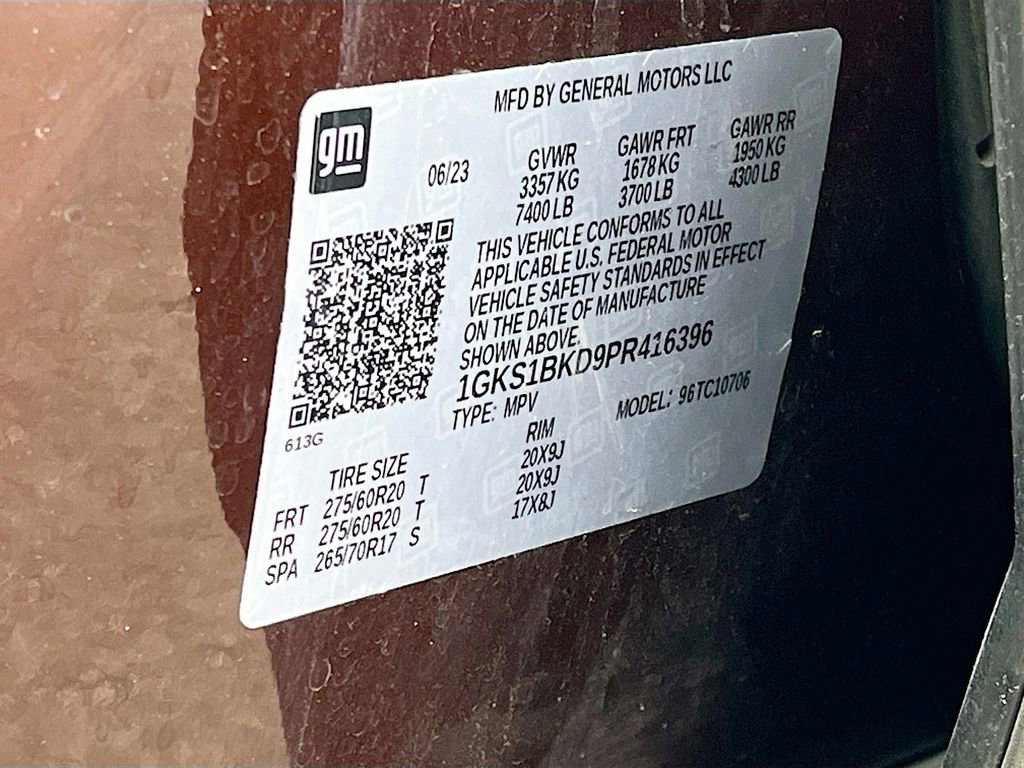 MFD BY GENERAL MOTORS LLC
gm
06/23
GVWR GAWR FRT GAWR RR
3357 KG 1678 KG 1950 KG
7400 LB 3700 LB 4300 LB
THIS VEHICLE CONFORMS TO ALL
APPLICABLE U.S. FEDERAL MOTOR
VEHICLE SAFETY STANDARDS IN EFFECT
ON THE DATE OF MANUFACTURE
SHOWN ABOVE.
1GKS1BKD9PR416396
TYPE: MPV MODEL: 96TC10706
613G
TIRE SIZE RIM
FRT 275/60R20 T 20X9J
RR 275/60R20 T 20X9J
SPA 265/70R17 S 17X8J